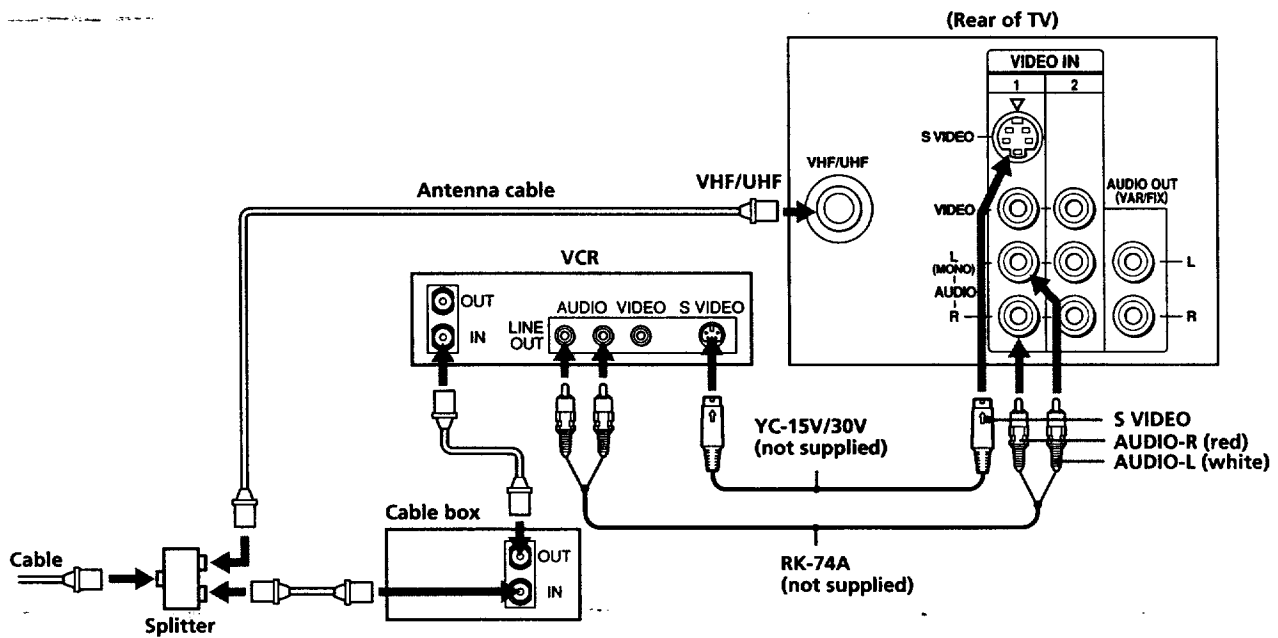 (Rear of TV)
VIDEO IN
1
2
S VIDEO
VHF/UHF
VHF/UHF
Antenna cable
AUDIO OUT
(VAR/FIX)
VIDEO
L
(MONO)
AUDIO
R
L
R
VCR
OUT
IN
AUDIO VIDEO S VIDEO
LINE
OUT
YC-15V/30V
(not supplied)
S VIDEO
AUDIO-R (red)
AUDIO-L (white)
Cable box
OUT
IN
Cable
RK-74A
(not supplied)
Splitter